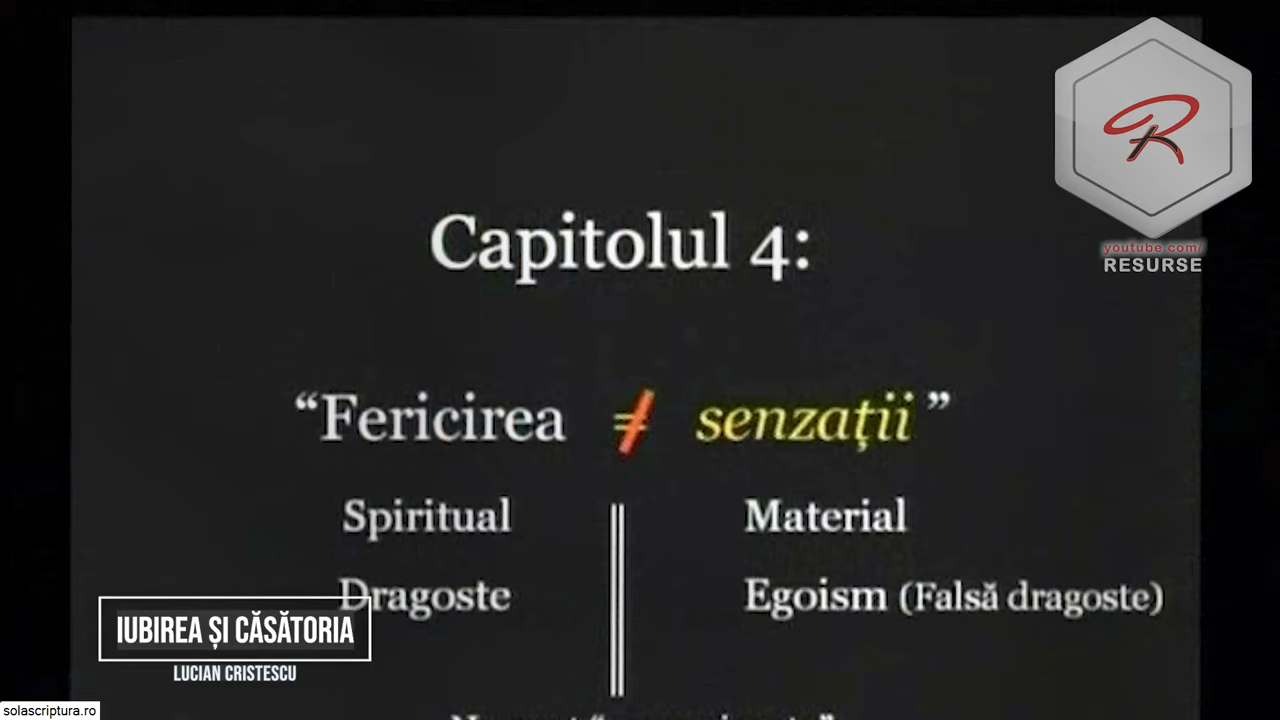 Capitolul 4:
“Fericirea ≠ senzații”
Spiritual Material
Dragoste Egoism (Falsă dragoste)
IUBIREA ȘI CĂSĂTORIA
LUCIAN CRISTESCU
solascriptura.ro
R
youtube.com/
RESURSE